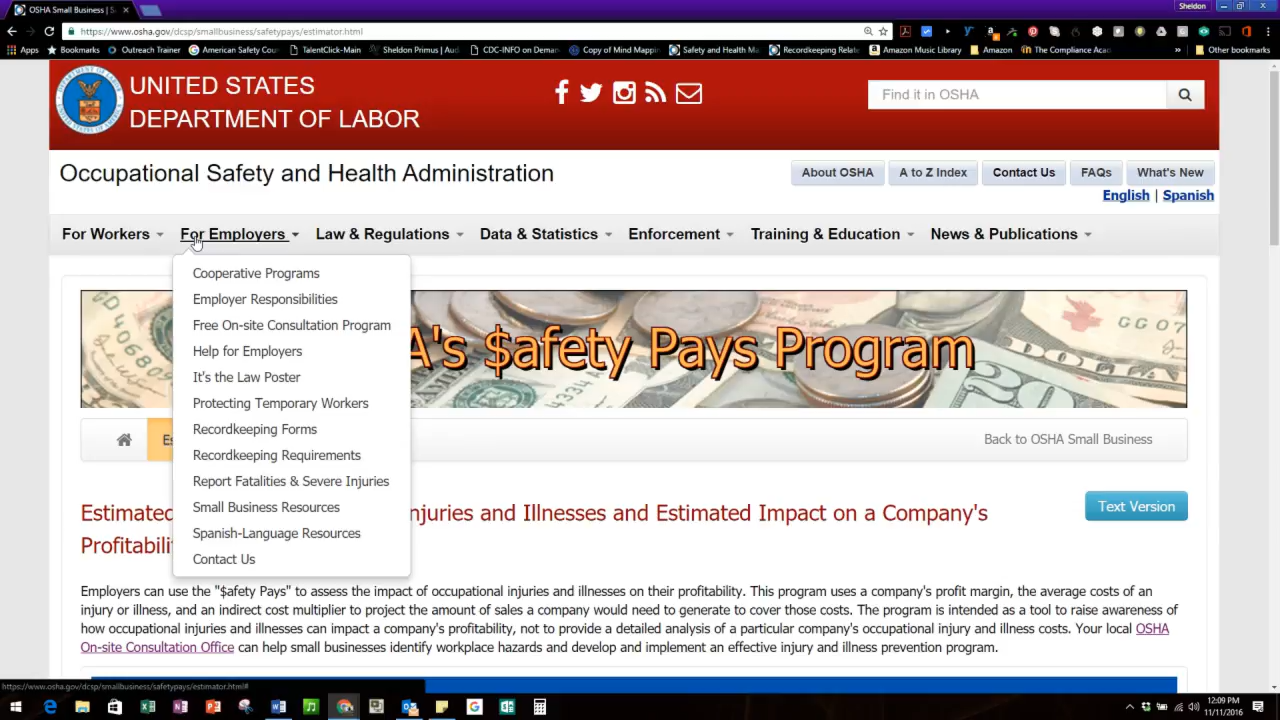 OSHA Small Business | S
Sheldon
https://www.osha.gov/dcsp/smallbusiness/safetypays/estimator.html
Apps
Bookmarks
Outreach Trainer
American Safety Cou
TalentClick-Main
Sheldon Primus | Aud
CDC-INFO on Deman
Copy of Mind Mappin
Safety and Health Ma
Recordkeeping Relate
Amazon Music Library
Amazon
The Compliance Acad
»
Other bookmarks
UNITED STATES
DEPARTMENT OF LABOR
Find it in OSHA
Occupational Safety and Health Administration
About OSHA
A to Z Index
Contact Us
FAQs
What's New
English | Spanish
For Workers
For Employers
Law & Regulations
Data & Statistics
Enforcement
Training & Education
News & Publications
Cooperative Programs
Employer Responsibilities
Free On-site Consultation Program
Help for Employers
It's the Law Poster
Protecting Temporary Workers
Recordkeeping Forms
Recordkeeping Requirements
Report Fatalities & Severe Injuries
Small Business Resources
Spanish-Language Resources
Contact Us
A's $afety Pays Program
Es
Back to OSHA Small Business
Text Version
Estimated njuries and Illnesses and Estimated Impact on a Company's
Profitabili
Employers can use the "$afety Pays" to assess the impact of occupational injuries and illnesses on their profitability. This program uses a company's profit margin, the average costs of an
injury or illness, and an indirect cost multiplier to project the amount of sales a company would need to generate to cover those costs. The program is intended as a tool to raise awareness of
how occupational injuries and illnesses can impact a company's profitability, not to provide a detailed analysis of a particular company's occupational injury and illness costs. Your local OSHA
On-site Consultation Office can help small businesses identify workplace hazards and develop and implement an effective injury and illness prevention program.
https://www.osha.gov/dcsp/smallbusiness/safetypays/estimator.html#
12:09 PM
11/11/2016